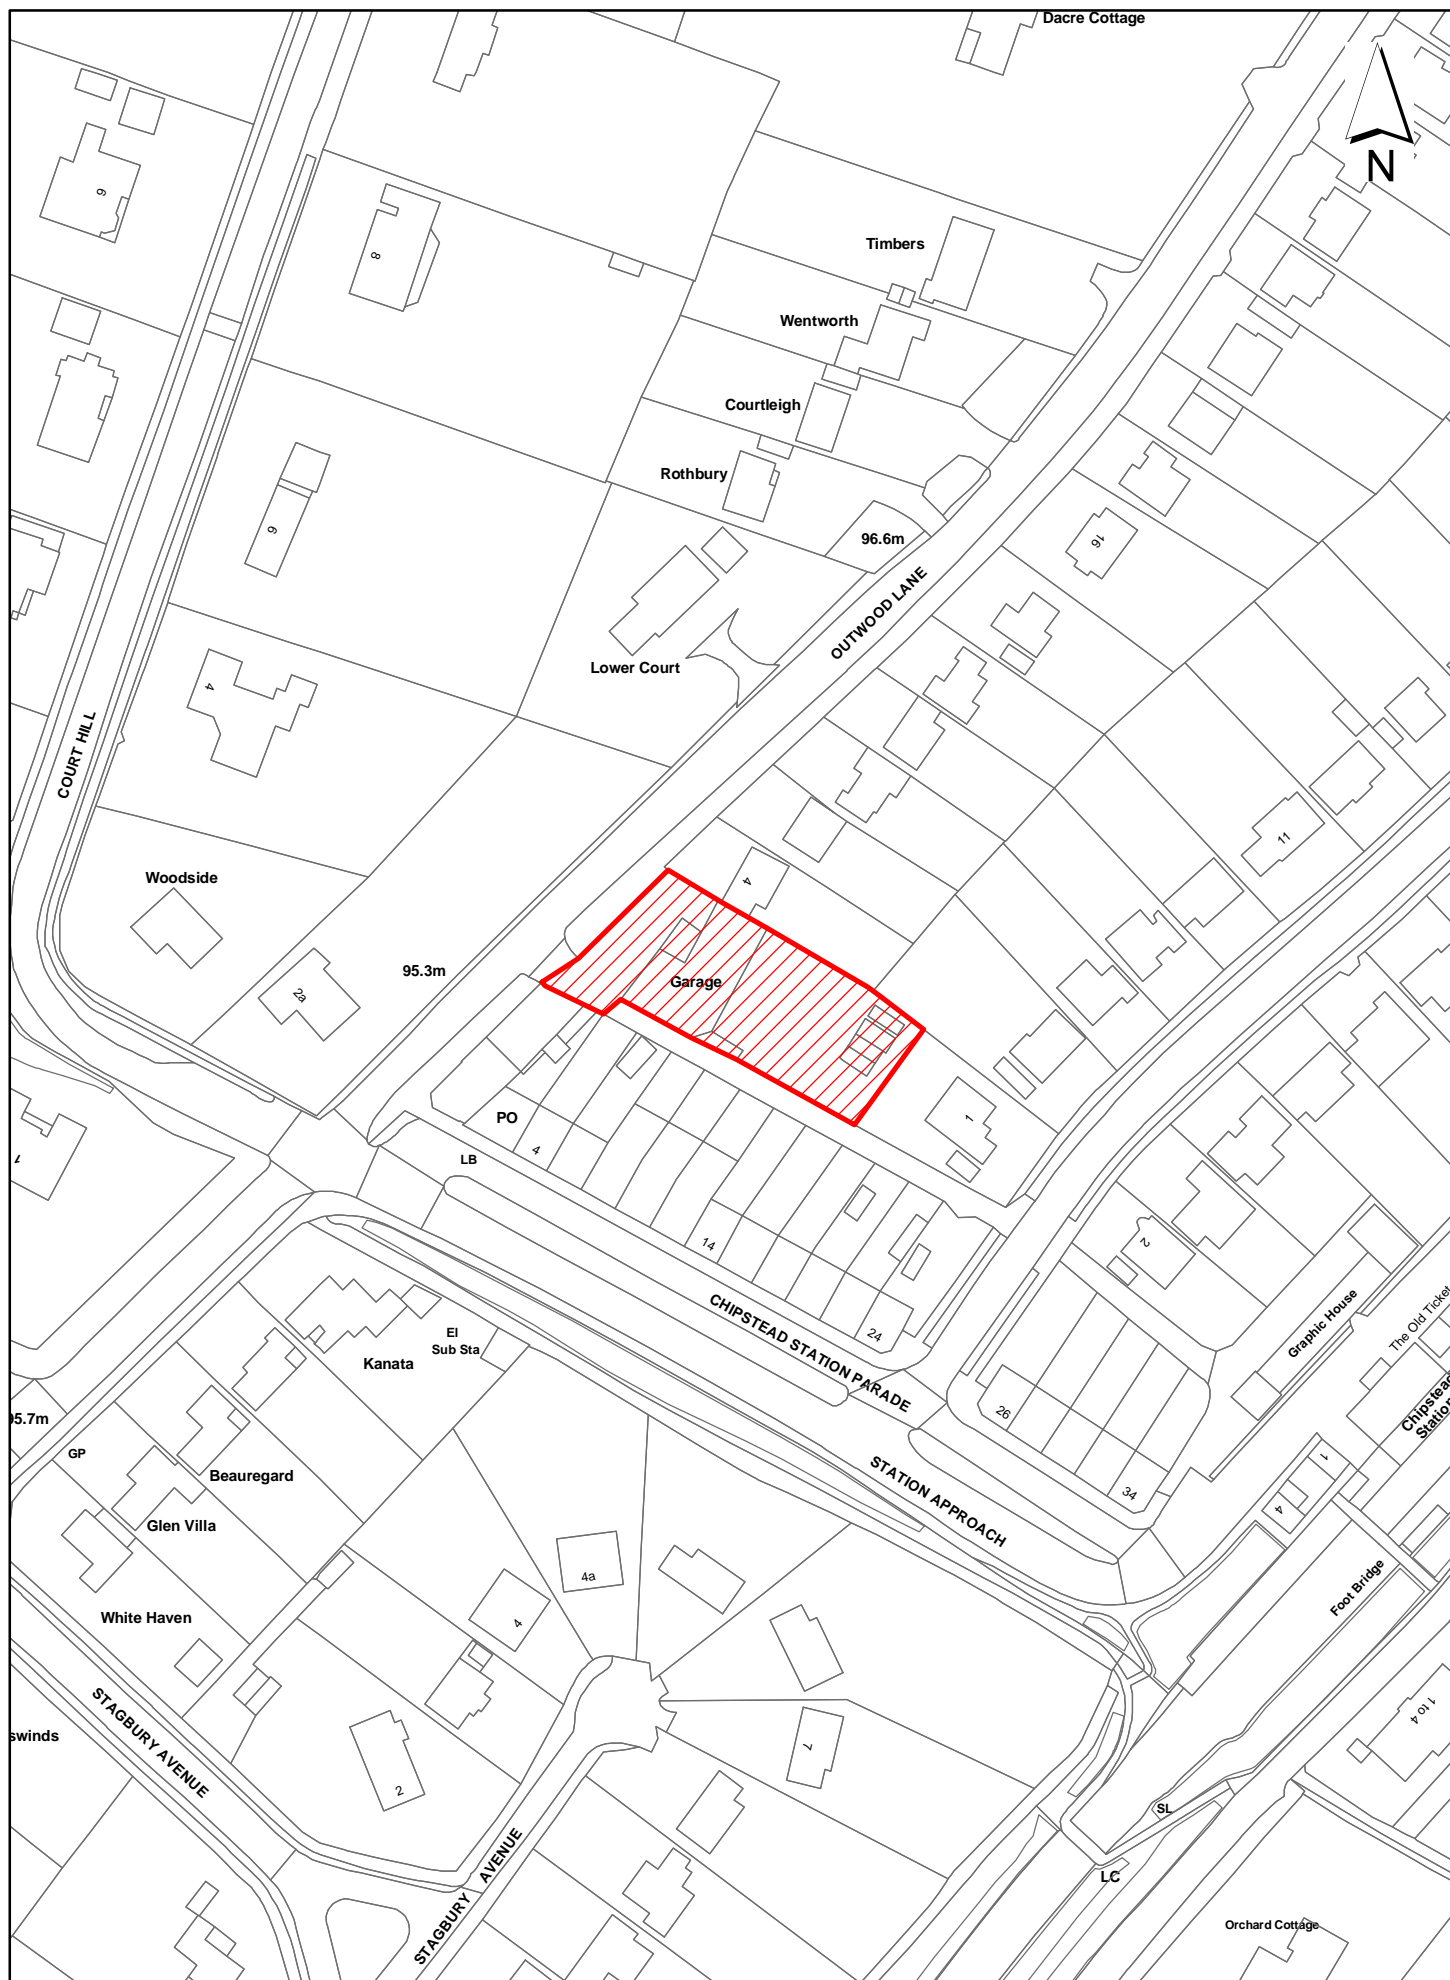 Dacre Cottage
N
9
8
Timbers
Wentworth
Courtleigh
Rothbury
96.6m
OUTWOOD LANE
16
6
Lower Court
4
COURT HILL
Woodside
2a
95.3m
4
Garage
11
1
PO
4
LB
14
24
CHIPSTEAD STATION PARADE
1
2
Graphic House
The Old Ticket
Chipstead
Station
El
Sub Sta
Kanata
26
34
STATION APPROACH
1
4
Foot Bridge
95.7m
GP
Beauregard
Glen Villa
White Haven
4a
4
7
2
STAGBURY AVENUE
swinds
STAGBURY AVENUE
1 to 4
SL
LC
Orchard Cottage